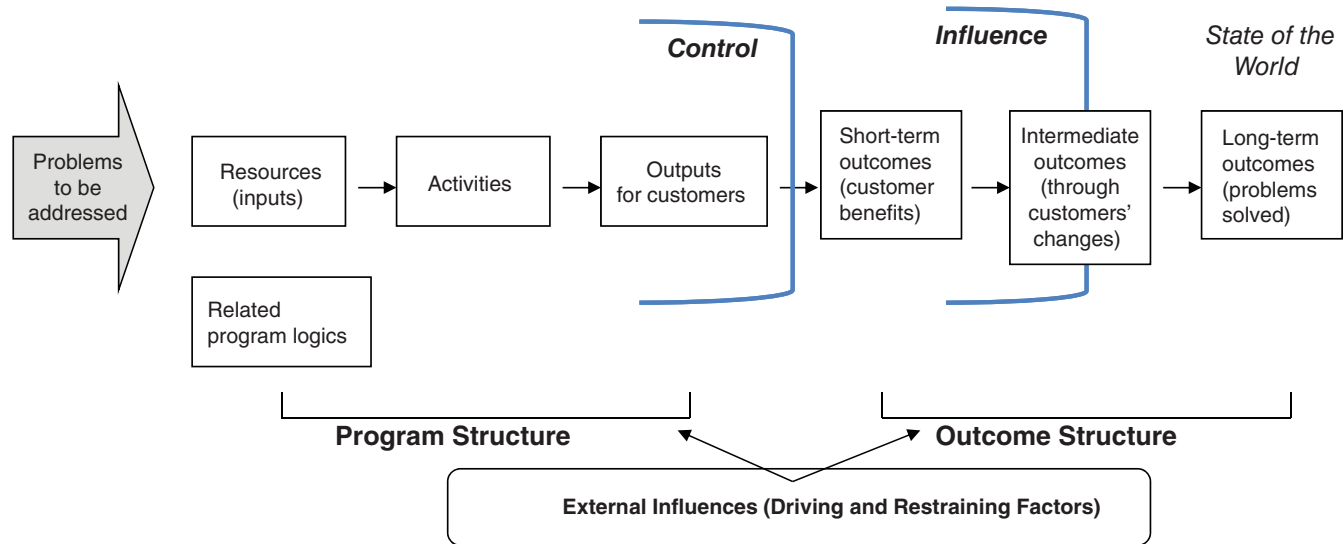 Control
Influence
State of the
World
Problems
to be
addressed
Resources
(inputs)
Activities
Outputs
for customers
Short-term
outcomes
(customer
benefits)
Intermediate
outcomes
(through
customers’
changes)
Long-term
outcomes
(problems
solved)
Related
program logics
Program Structure
Outcome Structure
External Influences (Driving and Restraining Factors)